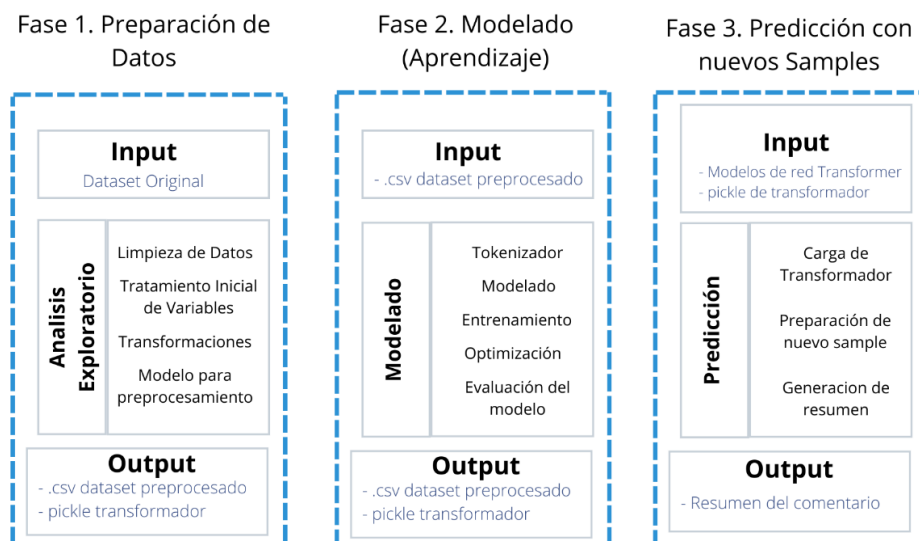 Fase 1. Preparación de
Datos
Input
Dataset Original
Analisis
Exploratorio
Limpieza de Datos
Tratamiento Inicial
de Variables
Transformaciones
Modelo para
preprocesamiento
Output
- .csv dataset preprocesado
- pickle transformador
Fase 2. Modelado
(Aprendizaje)
Input
- .csv dataset preprocesado
Modelado
Tokenizador
Modelado
Entrenamiento
Optimización
Evaluación del
modelo
Output
- .csv dataset preprocesado
- pickle transformador
Fase 3. Predicción con
nuevos Samples
Input
- Modelos de red Transformer
- pickle de transformador
Predicción
Carga de
Transformador
Preparación de
nuevo sample
Generacion de
resumen
Output
- Resumen del comentario